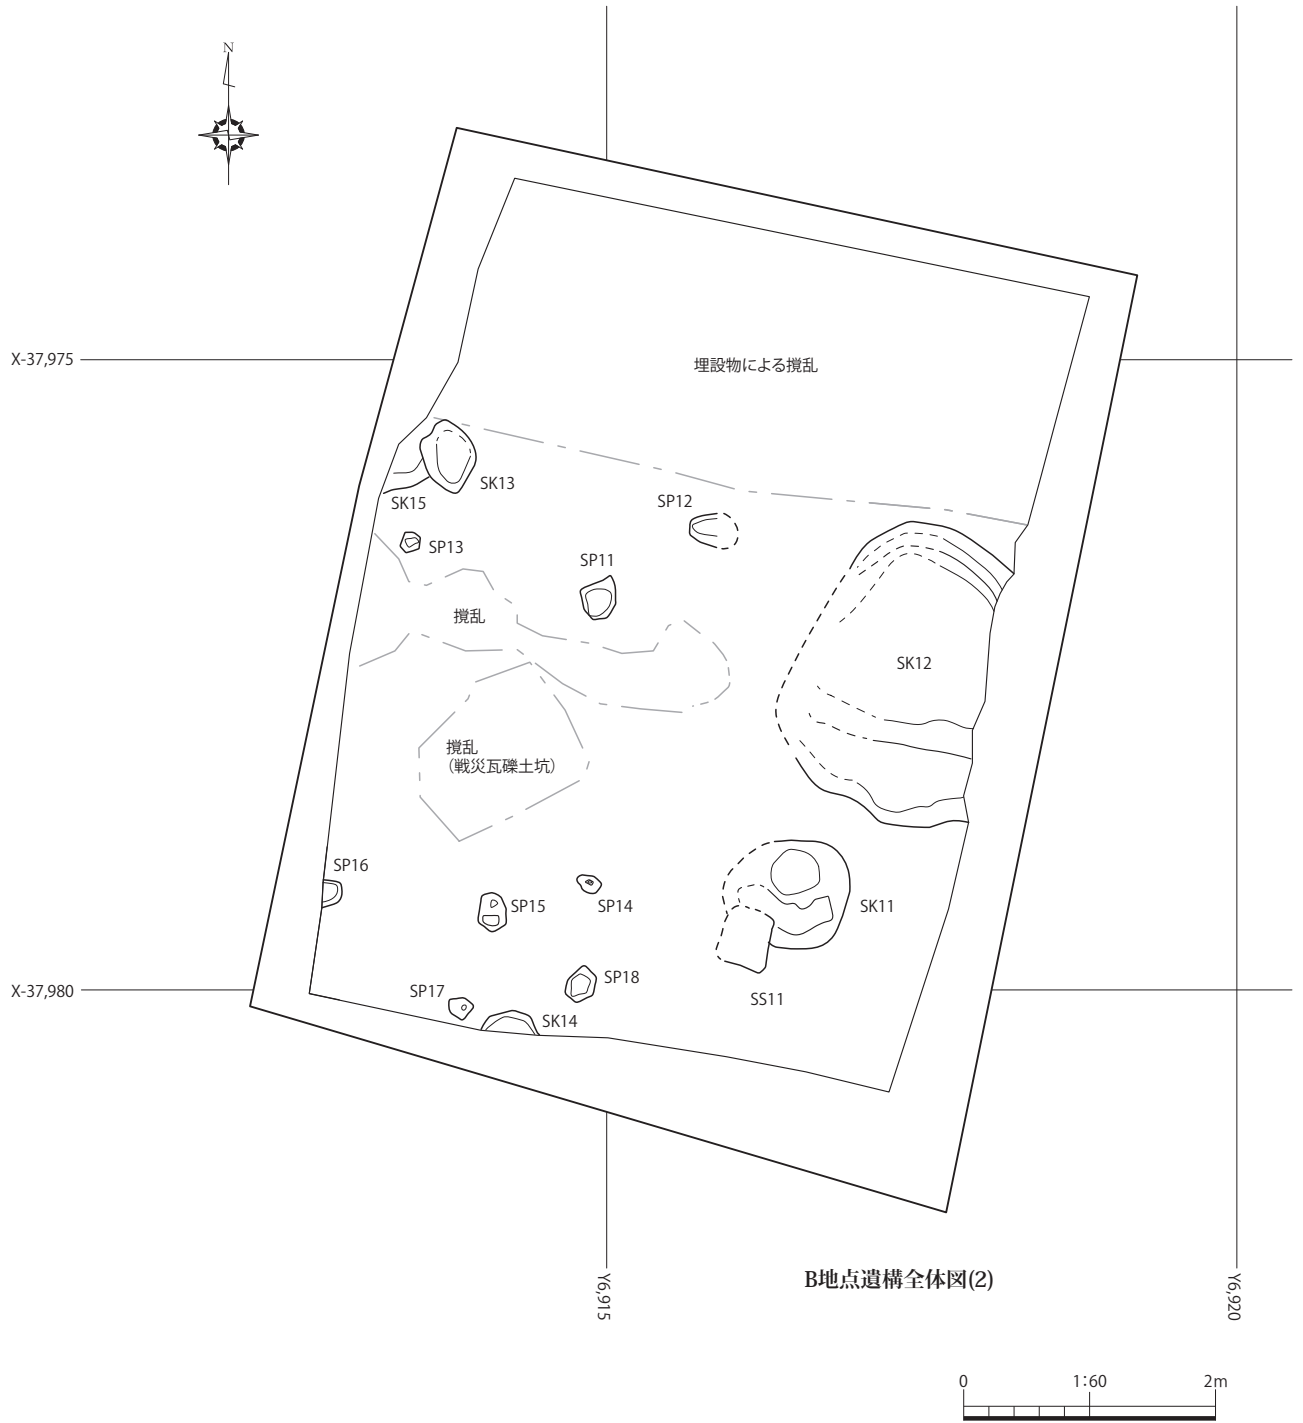 N
X-37,975
埋設物による撹乱
SK13
SK15
SP12
SP13
SP11
撹乱
SK12
撹乱
（戦災瓦礫土坑）
SP16
SP15
SP14
SK11
SP18
SP17
X-37,980
SS11
SK14
Y6,915
Y6,920
B地点遺構全体図(2)
0 1:60 2m